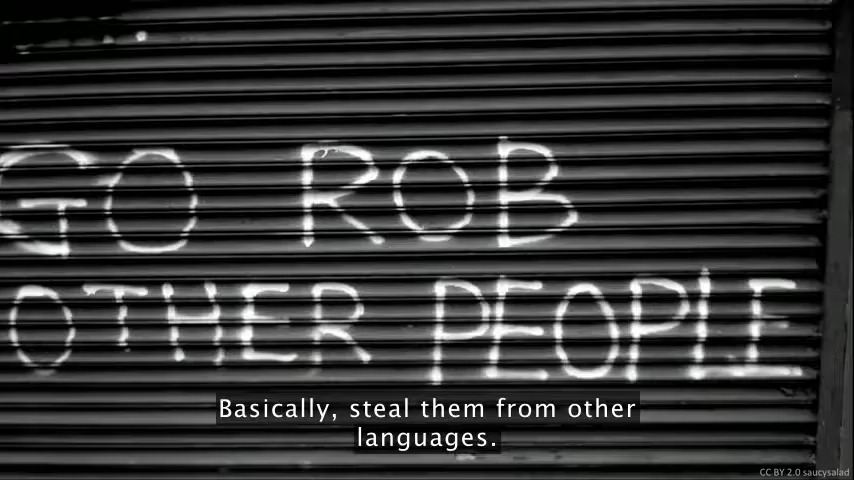 GO ROB
OTHER PEOPLE
Basically, steal them from other
languages.
CC BY 2.0 saucysalad